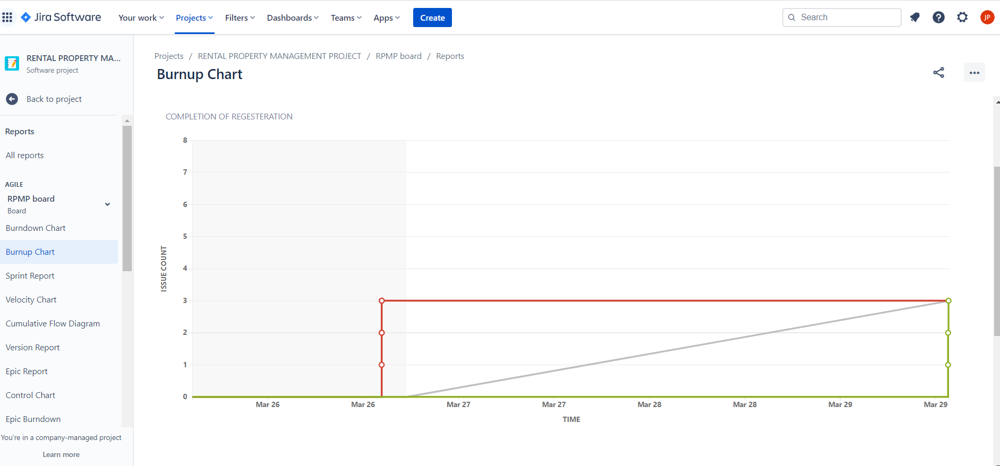 Jira Software Your work Projects Filters Dashboards Teams Apps Create Search JP
RENTAL PROPERTY MA...
Software project
Back to project
Reports
All reports
AGILE
RPMP board
Board
Burndown Chart
Burnup Chart
Sprint Report
Velocity Chart
Cumulative Flow Diagram
Version Report
Epic Report
Control Chart
Epic Burndown
You're in a company-managed project
Learn more
Projects / RENTAL PROPERTY MANAGEMENT PROJECT / RPMP board / Reports
Burnup Chart
COMPLETION OF REGESTERATION
8
7
6
5
4
3
2
1
0
ISSUE COUNT
Mar 26 Mar 26 Mar 27 Mar 27 Mar 28 Mar 28 Mar 29 Mar 29
TIME